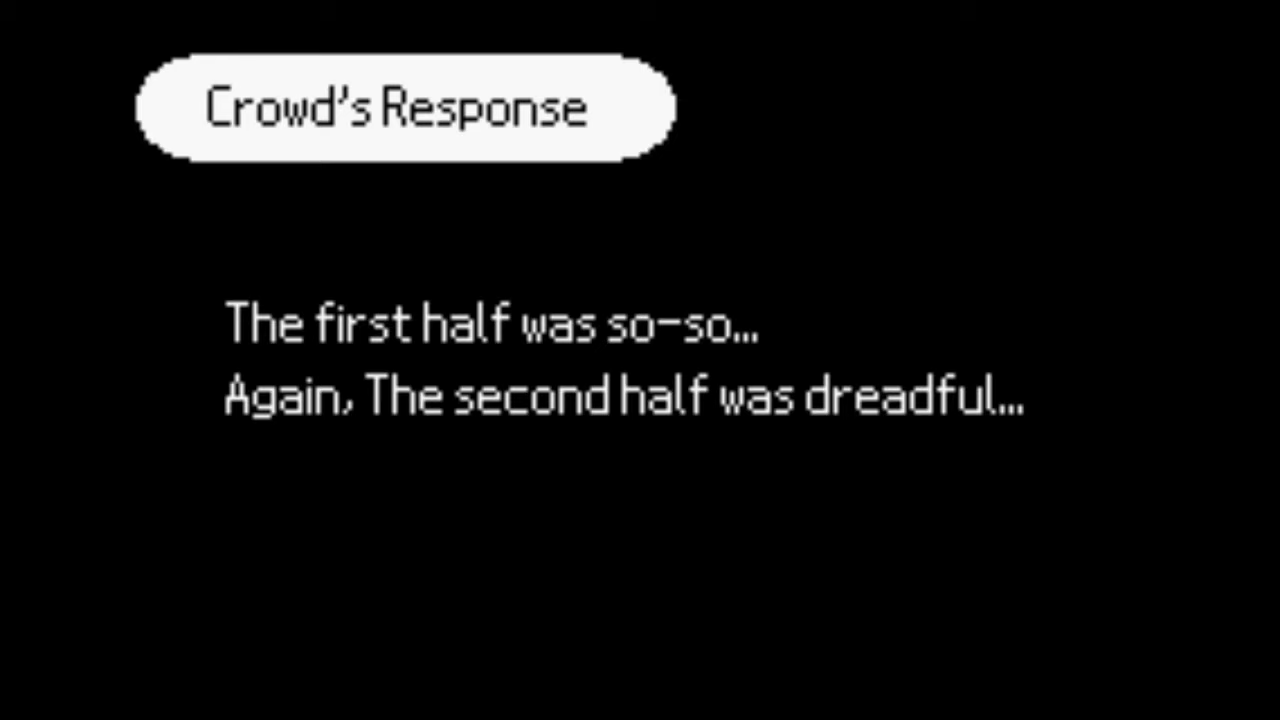 Crowd's Response
The first half was so-so...
Again, The second half was dreadful...